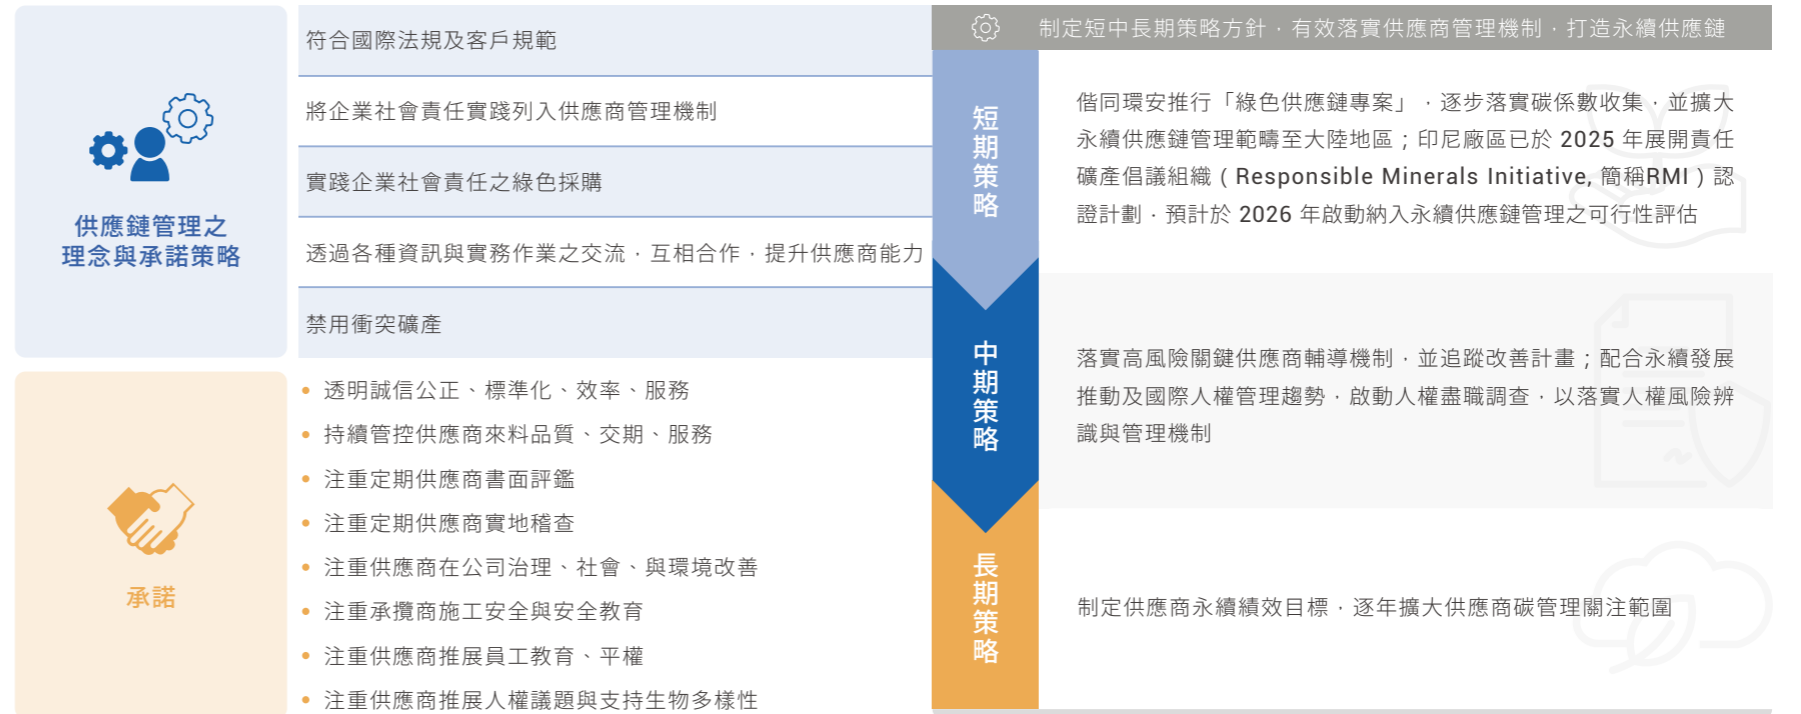 供應鏈管理之
理念與承諾策略
符合國際法規及客戶規範
將企業社會責任實踐列入供應商管理機制
實踐企業社會責任之綠色採購
透過各種資訊與實務作業之交流，互相合作，提升供應商能力
禁用衝突礦產
承諾
• 透明誠信公正、標準化、效率、服務
• 持續管控供應商來料品質、交期、服務
• 注重定期供應商書面評鑑
• 注重定期供應商實地稽查
• 注重供應商在公司治理、社會、與環境改善
• 注重承攬商施工安全與安全教育
• 注重供應商推展員工教育、平權
• 注重供應商推展人權議題與支持生物多樣性
制定短中長期策略方針，有效落實供應商管理機制，打造永續供應鏈
短期策略
偕同環安推行「綠色供應鏈專案」，逐步落實碳係數收集，並擴大
永續供應鏈管理範疇至大陸地區；印尼廠區已於 2025 年展開責任
礦產倡議組織 ( Responsible Minerals Initiative, 簡稱RMI ) 認
證計劃，預計於 2026 年啟動納入永續供應鏈管理之可行性評估
中期策略
落實高風險關鍵供應商輔導機制，並追蹤改善計畫；配合永續發展
推動及國際人權管理趨勢，啟動人權盡職調查，以落實人權風險辨
識與管理機制
長期策略
制定供應商永續績效目標，逐年擴大供應商碳管理關注範圍